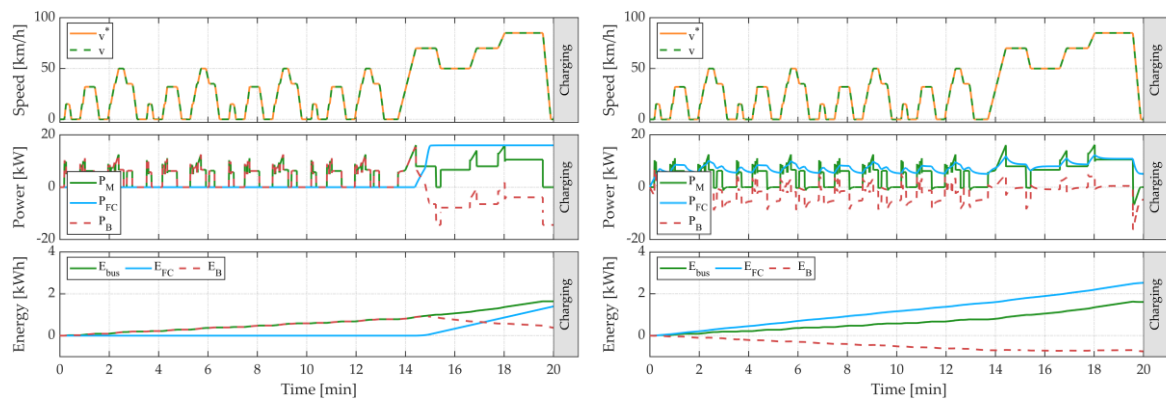 100
50
0
Speed [km/h]
v*
v
Charging
20
0
-20
Power [kW]
P_M
P_FC
P_B
Charging
4
2
0
Energy [kWh]
E_bus E_FC E_B
Charging
0 2 4 6 8 10 12 14 16 18 20
Time [min]
100
50
0
Speed [km/h]
v*
v
Charging
20
0
-20
Power [kW]
P_M
P_FC
P_B
Charging
4
2
0
Energy [kWh]
E_bus E_FC E_B
Charging
0 2 4 6 8 10 12 14 16 18 20
Time [min]